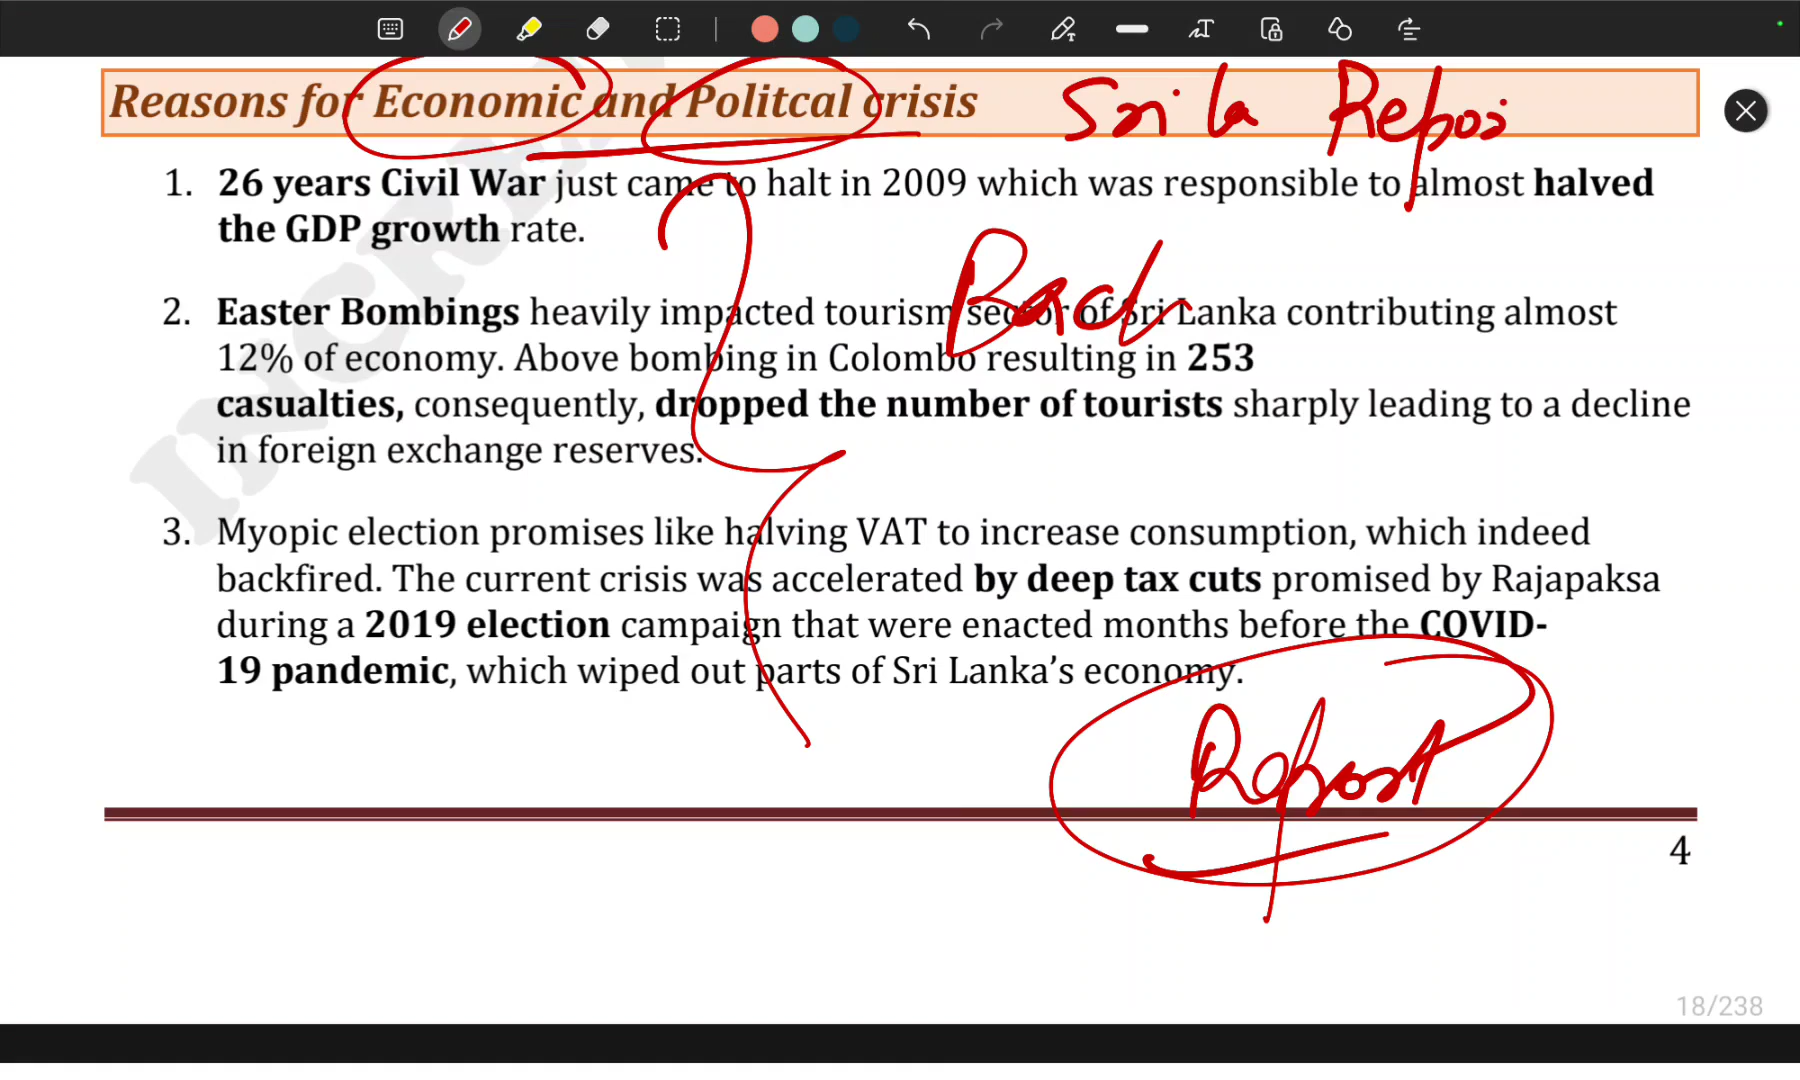 Reasons for Economic and Politcal crisis
Sri la Repos
1. 26 years Civil War just came to halt in 2009 which was responsible to almost halved
the GDP growth rate.
Back
2. Easter Bombings heavily impacted tourism sector of Sri Lanka contributing almost
12% of economy. Above bombing in Colombo resulting in 253
casualties, consequently, dropped the number of tourists sharply leading to a decline
in foreign exchange reserves.
3. Myopic election promises like halving VAT to increase consumption, which indeed
backfired. The current crisis was accelerated by deep tax cuts promised by Rajapaksa
during a 2019 election campaign that were enacted months before the COVID-
19 pandemic, which wiped out parts of Sri Lanka’s economy.
Report
4
18/238